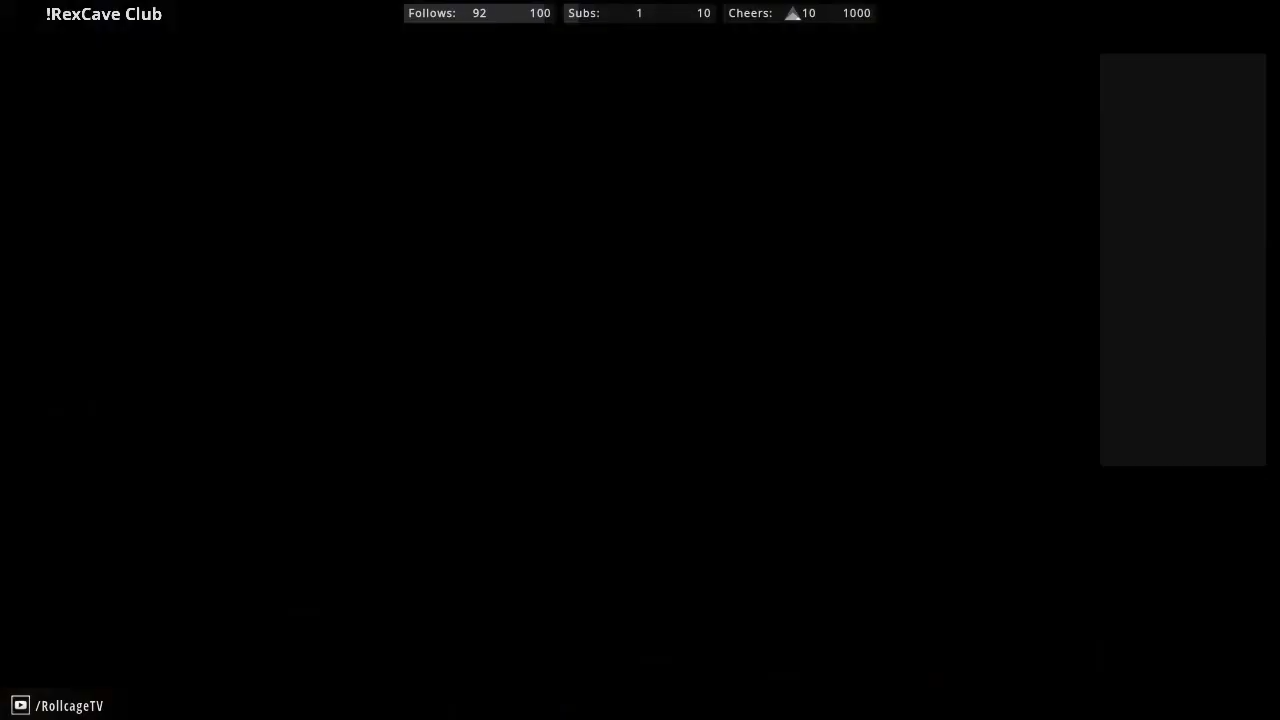 !RexCave Club
Follows: 92 100
Subs: 1 10
Cheers: 10 1000
/RollcageTV